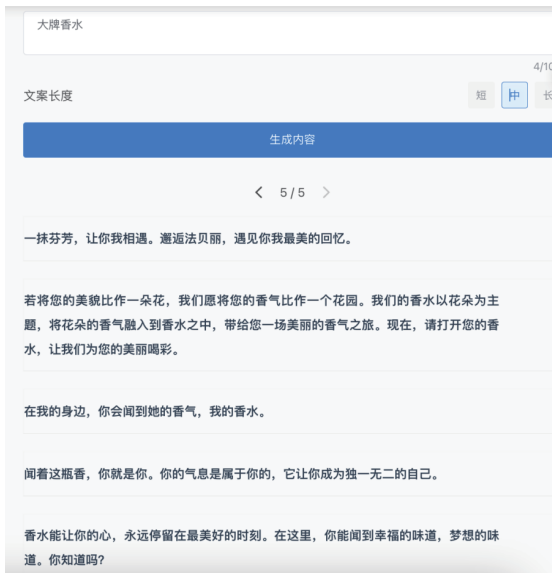 大牌香水
4/10
文案长度
短 中 长
生成内容
< 5 / 5 >
一抹芬芳，让你我相遇。邂逅法贝丽，遇见你我最美的回忆。
若将您的美貌比作一朵花，我们愿将您的香气比作一个花园。我们的香水以花朵为主
题，将花朵的香气融入到香水之中，带给您一场美丽的香气之旅。现在，请打开您的香
水，让我们为您的美丽喝彩。
在我的身边，你会闻到她的香气，我的香水。
闻着这瓶香，你就是你。你的气息是属于你的，它让你成为独一无二的自己。
香水能让你的心，永远停留在最美好的时刻。在这里，你能闻到幸福的味道，梦想的味
道。你知道吗?